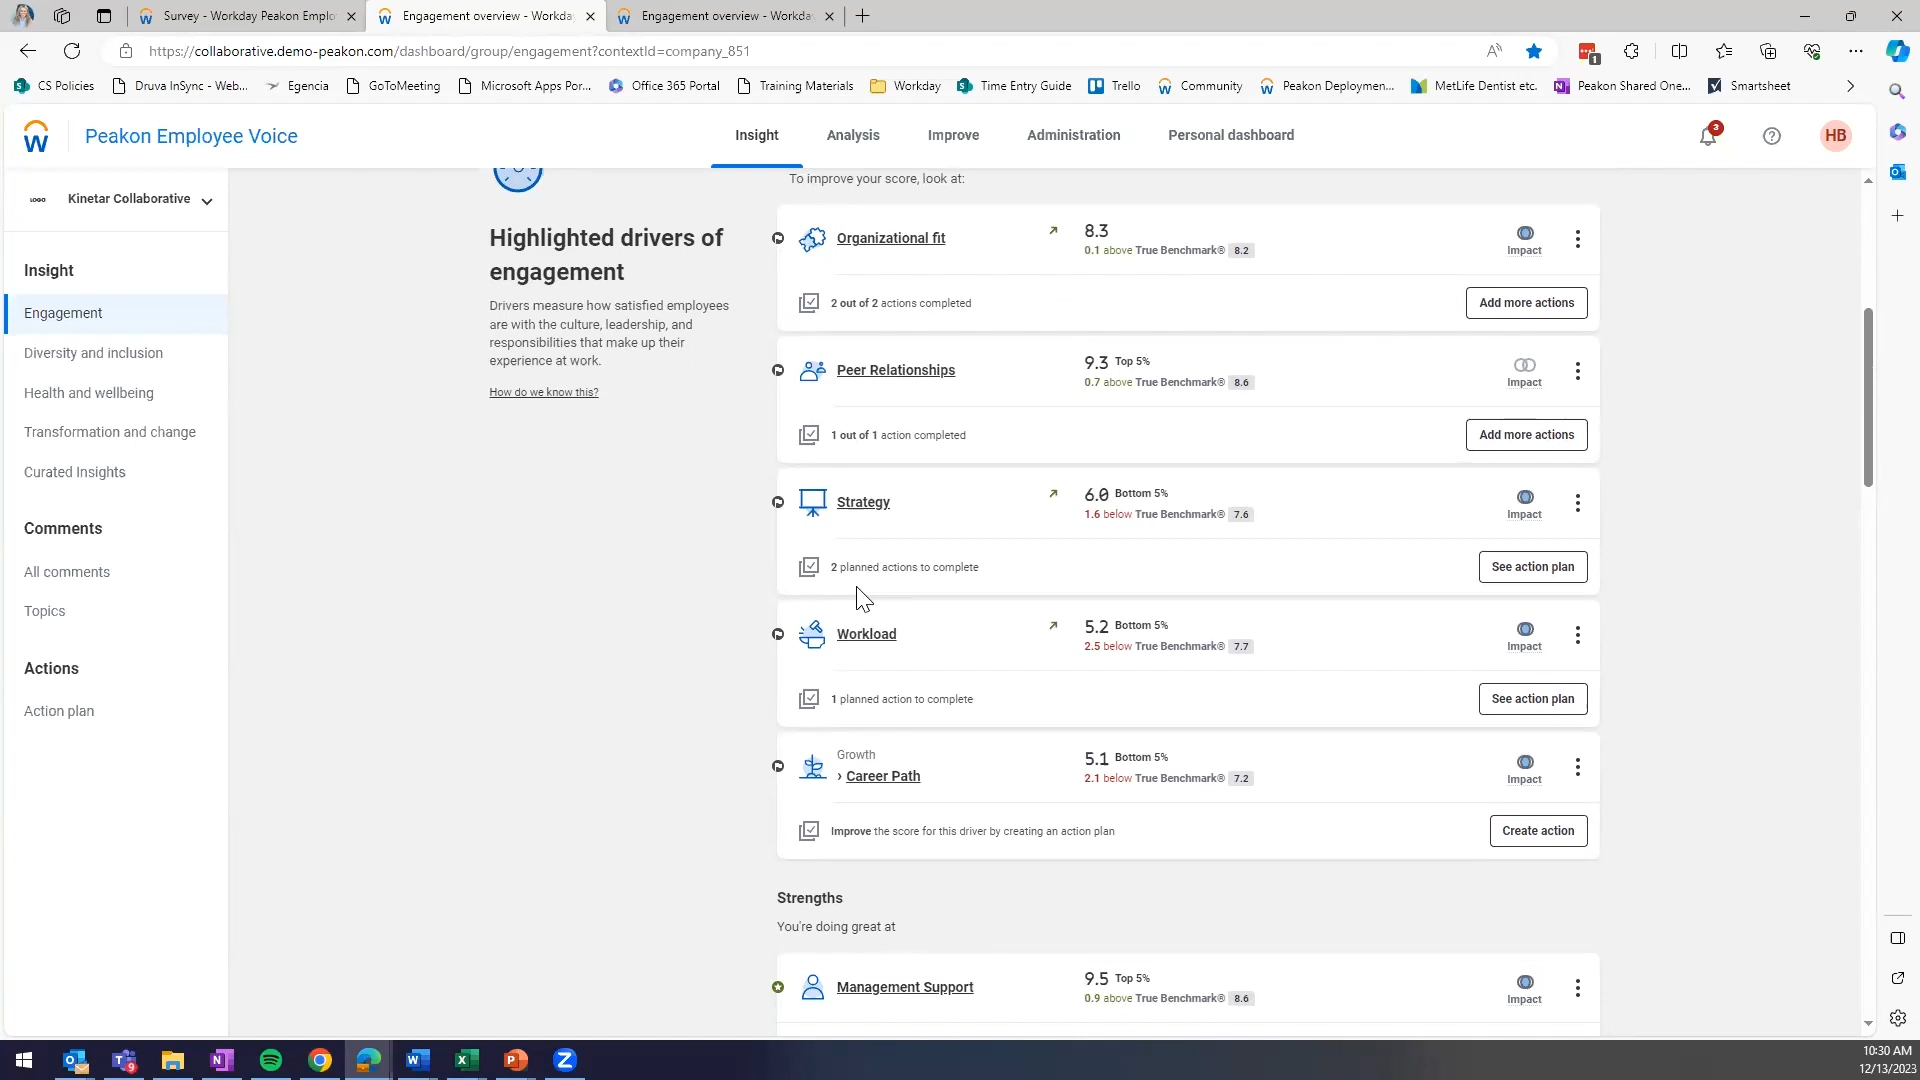 Survey - Workday Peakon Emplo
Engagement overview - Workda
Engagement overview - Workda
https://collaborative.demo-peakon.com/dashboard/group/engagement?contextId=company_851
1
CS Policies
Druva InSync - Web...
Egencia
GoToMeeting
Microsoft Apps Por...
Office 365 Portal
Training Materials
Workday
Time Entry Guide
Trello
Community
Peakon Deploymen...
MetLife Dentist etc.
Peakon Shared One...
Smartsheet
Peakon Employee Voice
Insight
Analysis
Improve
Administration
Personal dashboard
3
HB
LOGO
Kinetar Collaborative
Insight
Engagement
Diversity and inclusion
Health and wellbeing
Transformation and change
Curated Insights
Comments
All comments
Topics
Actions
Action plan
Highlighted drivers of
engagement
Drivers measure how satisfied employees
are with the culture, leadership, and
responsibilities that make up their
experience at work.
How do we know this?
To improve your score, look at:
Organizational fit
8.3
0.1 above True Benchmark® 8.2
Impact
2 out of 2 actions completed
Add more actions
Peer Relationships
9.3 Top 5%
0.7 above True Benchmark® 8.6
Impact
1 out of 1 action completed
Add more actions
Strategy
6.0 Bottom 5%
1.6 below True Benchmark® 7.6
Impact
2 planned actions to complete
See action plan
Workload
5.2 Bottom 5%
2.5 below True Benchmark® 7.7
Impact
1 planned action to complete
See action plan
Growth
› Career Path
5.1 Bottom 5%
2.1 below True Benchmark® 7.2
Impact
Improve the score for this driver by creating an action plan
Create action
Strengths
You're doing great at
Management Support
9.5 Top 5%
0.9 above True Benchmark® 8.6
Impact
9
10:30 AM
12/13/2023